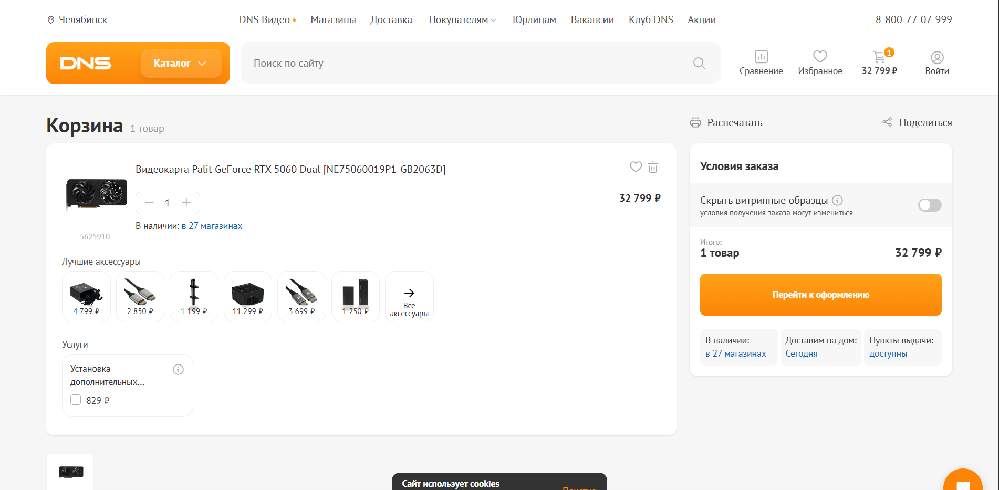 Челябинск
DNS Видео
Магазины
Доставка
Покупателям
Юрлицам
Вакансии
Клуб DNS
Акции
8-800-77-07-999
DNS
Каталог
Поиск по сайту
Сравнение
Избранное
1
32 799 ₽
Войти
Корзина
1 товар
Распечатать
Поделиться
Видеокарта Palit GeForce RTX 5060 Dual [NE75060019P1-GB2063D]
1
32 799 ₽
В наличии: в 27 магазинах
5625910
Лучшие аксессуары
4 799 ₽
2 850 ₽
1 199 ₽
11 299 ₽
3 699 ₽
1 250 ₽
Все
аксессуары
Услуги
Установка
дополнительных...
829 ₽
Условия заказа
Скрыть витринные образцы
условия получения заказа могут измениться
Итого:
1 товар
32 799 ₽
Перейти к оформлению
В наличии:
в 27 магазинах
Доставим на дом:
Сегодня
Пункты выдачи:
доступны
Сайт использует cookies